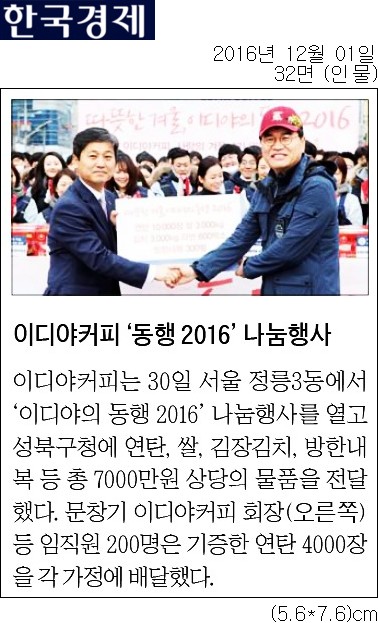 한국경제
2016년 12월 01일
32면 (인물)
따뜻한 겨울, 이디야의 동행 2016
이디야커피 ‘동행 2016’ 나눔행사
이디야커피는 30일 서울 정릉3동에서
‘이디야의 동행 2016’ 나눔행사를 열고
성북구청에 연탄, 쌀, 김장김치, 방한내
복 등 총 7000만원 상당의 물품을 전달
했다. 문창기 이디야커피 회장(오른쪽)
등 임직원 200명은 기증한 연탄 4000장
을 각 가정에 배달했다.
(5.6*7.6)cm